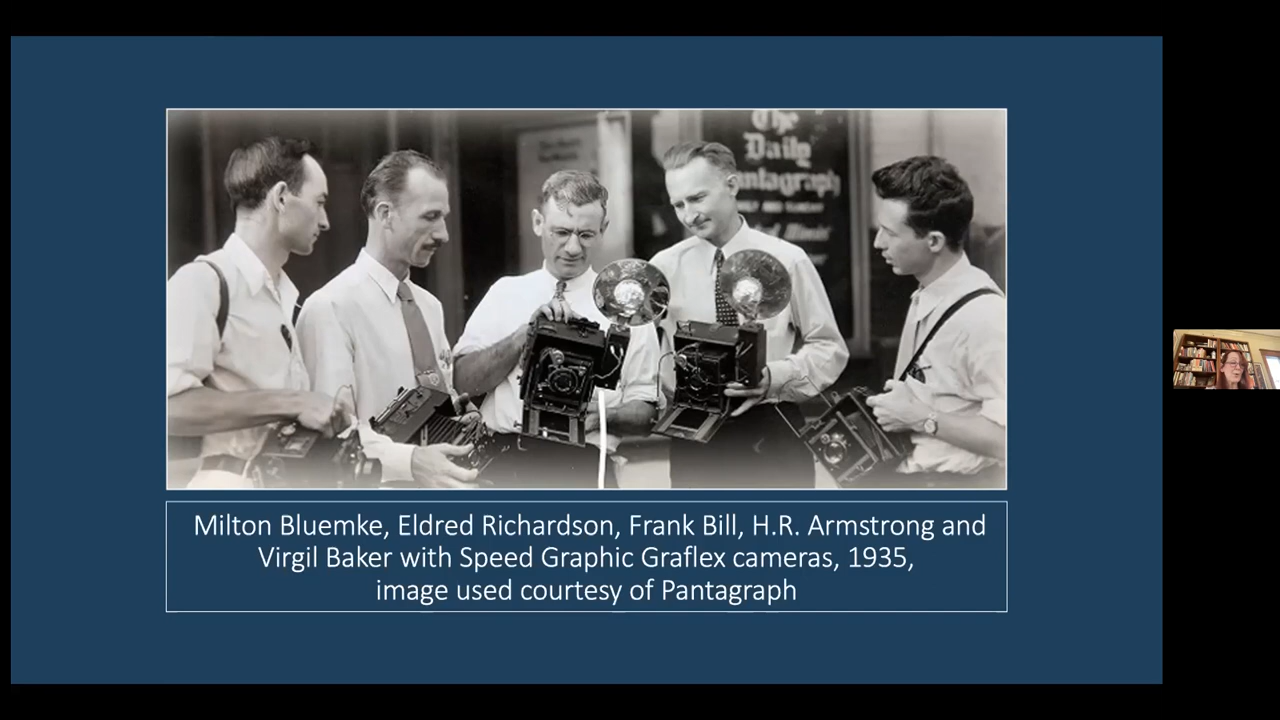 The
Daily
Milton Bluemke, Eldred Richardson, Frank Bill, H.R. Armstrong and
Virgil Baker with Speed Graphic Graflex cameras, 1935,
image used courtesy of Pantagraph